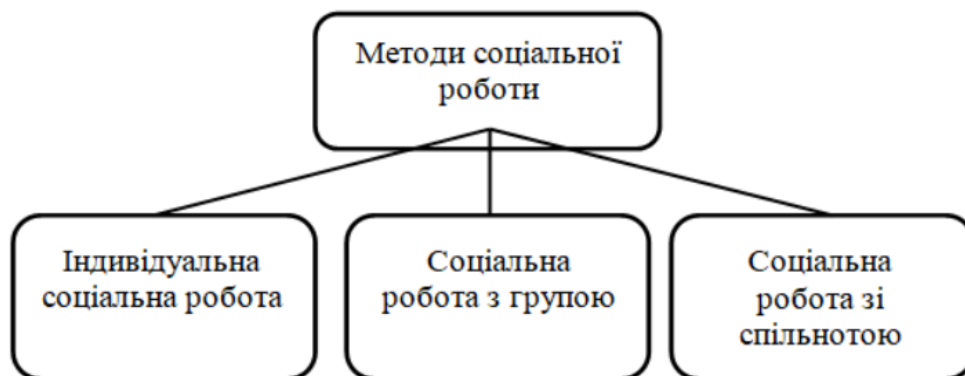 Методи соціальної
роботи
Індивідуальна
соціальна робота
Соціальна
робота з групою
Соціальна
робота зі
спільнотою